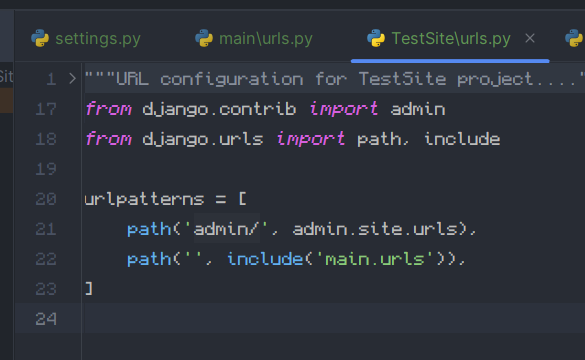 settings.py main\urls.py TestSite\urls.py
Sit
1 """URL configuration for TestSite project...."
17 from django.contrib import admin
18 from django.urls import path, include
19
20 urlpatterns = [
21 path('admin/', admin.site.urls),
22 path('', include('main.urls')),
23 ]
24